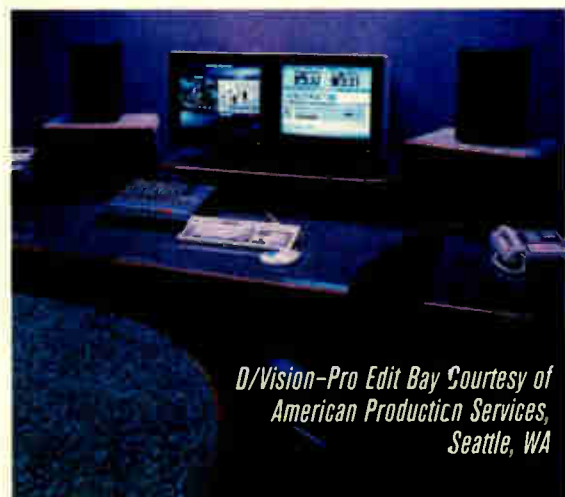 D/Vision-Pro Edit Bay Courtesy of
American Production Services,
Seattle, WA